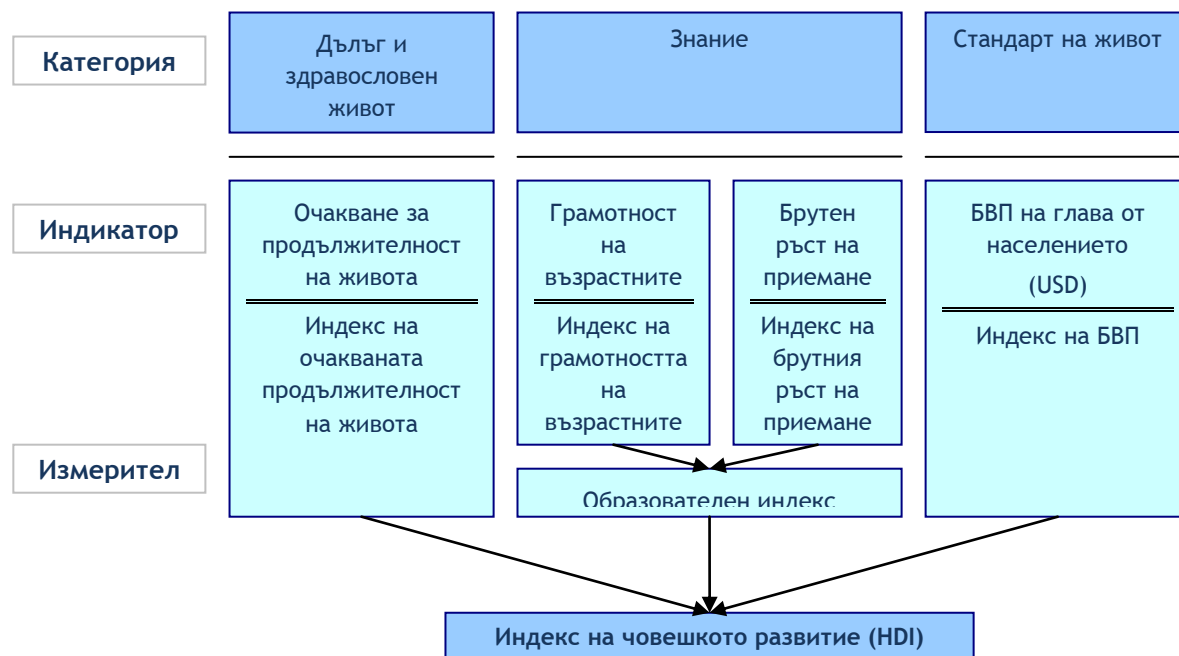 Категория
Дълъг и
здравословен
живот
Знание
Стандарт на живот
Индикатор
Очакване за
продължителност
на живота
Индекс на
очакваната
продължителност
на живота
Грамотност
на
възрастните
Индекс на
грамотността
на
възрастните
Брутен
ръст на
приемане
Индекс на
брутния
ръст на
приемане
БВП на глава от
населението
(USD)
Индекс на БВП
Измерител
Образователен индекс
Индекс на човешкото развитие (HDI)